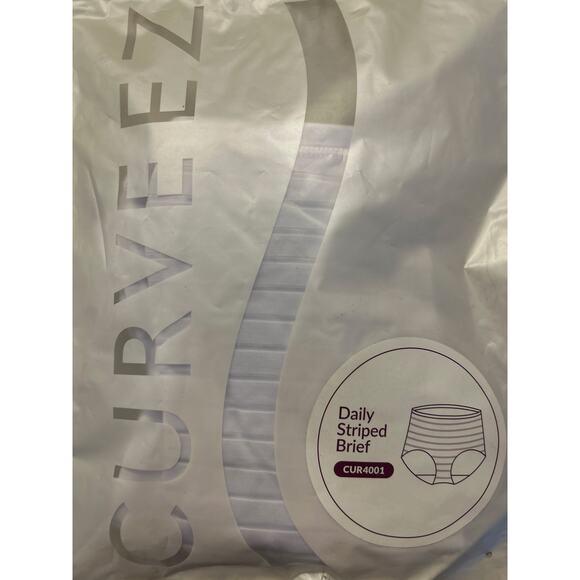 CURVEEZ
Daily
Striped
Brief
CUR4001